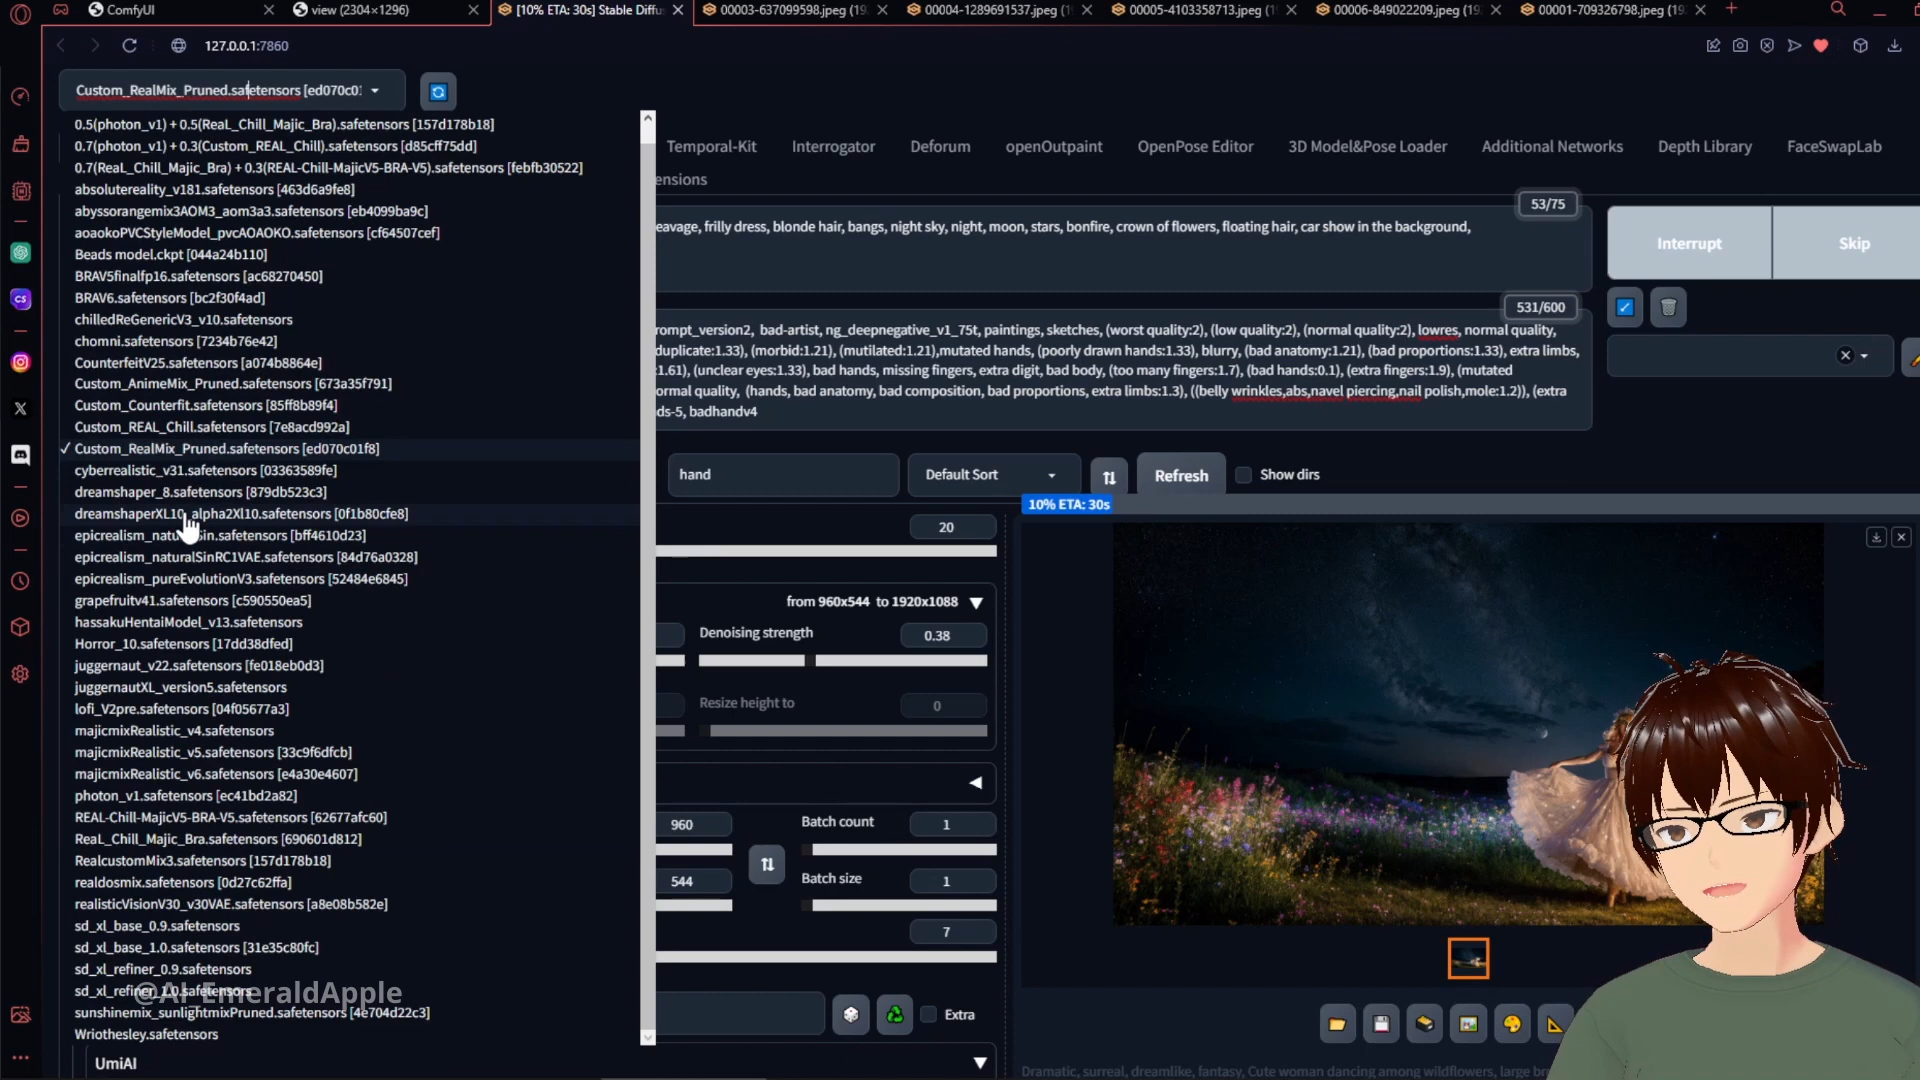 ComfyUI
view (2304×1296)
[10% ETA: 30s] Stable Diffu
00003-637099598.jpeg (19
00004-1289691537.jpeg (1
00005-4103358713.jpeg (1
00006-849022209.jpeg (19
00001-709326798.jpeg (19
127.0.0.1:7860
Custom_RealMix_Pruned.safetensors [ed070c01
0.5(photon_v1) + 0.5(ReaL_Chill_Majic_Bra).safetensors [157d178b18]
0.7(photon_v1) + 0.3(Custom_REAL_Chill).safetensors [d85cff75dd]
0.7(ReaL_Chill_Majic_Bra) + 0.3(REAL-Chill-MajicV5-BRA-V5).safetensors [febfb30522]
absolutereality_v181.safetensors [463d6a9fe8]
abyssorangemix3AOM3_aom3a3.safetensors [eb4099ba9c]
aoaokoPVCStyleModel_pvcAOAOKO.safetensors [cf64507cef]
Beads model.ckpt [044a24b110]
BRAV5finalfp16.safetensors [ac68270450]
BRAV6.safetensors [bc2f30f4ad]
chilledReGenericV3_v10.safetensors
chomni.safetensors [7234b76e42]
CounterfeitV25.safetensors [a074b8864e]
Custom_AnimeMix_Pruned.safetensors [673a35f791]
Custom_Counterfit.safetensors [85ff8b89f4]
Custom_REAL_Chill.safetensors [7e8acd992a]
✓ Custom_RealMix_Pruned.safetensors [ed070c01f8]
cyberrealistic_v31.safetensors [03363589fe]
dreamshaper_8.safetensors [879db523c3]
dreamshaperXL10_alpha2Xl10.safetensors [0f1b80cfe8]
epicrealism_naturalSin.safetensors [bff4610d23]
epicrealism_naturalSinRC1VAE.safetensors [84d76a0328]
epicrealism_pureEvolutionV3.safetensors [52484e6845]
grapefruitv41.safetensors [c590550ea5]
hassakuHentaiModel_v13.safetensors
Horror_10.safetensors [17dd38dfed]
juggernaut_v22.safetensors [fe018eb0d3]
juggernautXL_version5.safetensors
lofi_V2pre.safetensors [04f05677a3]
majicmixRealistic_v4.safetensors
majicmixRealistic_v5.safetensors [33c9f6dfcb]
majicmixRealistic_v6.safetensors [e4a30e4607]
photon_v1.safetensors [ec41bd2a82]
REAL-Chill-MajicV5-BRA-V5.safetensors [62677afc60]
ReaL_Chill_Majic_Bra.safetensors [690601d812]
RealcustomMix3.safetensors [157d178b18]
realdosmix.safetensors [0d27c62ffa]
realisticVisionV30_v30VAE.safetensors [a8e08b582e]
sd_xl_base_0.9.safetensors
sd_xl_base_1.0.safetensors [31e35c80fc]
sd_xl_refiner_0.9.safetensors
sd_xl_refiner_1.0.safetensors
@AI_EmeraldApple
sunshinemix_sunlightmixPruned.safetensors [4e704d22c3]
Wriothesley.safetensors
UmiAI
Temporal-Kit
Interrogator
Deforum
openOutpaint
OpenPose Editor
3D Model&Pose Loader
Additional Networks
Depth Library
FaceSwapLab
ensions
53/75
eavage, frilly dress, blonde hair, bangs, night sky, night, moon, stars, bonfire, crown of flowers, floating hair, car show in the background,
Interrupt
Skip
531/600
rompt_version2, bad-artist, ng_deepnegative_v1_75t, paintings, sketches, (worst quality:2), (low quality:2), (normal quality:2), lowres, normal quality,
duplicate:1.33), (morbid:1.21), (mutilated:1.21),mutated hands, (poorly drawn hands:1.33), blurry, (bad anatomy:1.21), (bad proportions:1.33), extra limbs,
:1.61), (unclear eyes:1.33), bad hands, missing fingers, extra digit, bad body, (too many fingers:1.7), (bad hands:0.1), (extra fingers:1.9), (mutated
ormal quality, (hands, bad anatomy, bad composition, bad proportions, extra limbs:1.3), ((belly wrinkles,abs,navel piercing,nail polish,mole:1.2)), (extra
ds-5, badhandv4
hand
Default Sort
Refresh
Show dirs
10% ETA: 30s
20
from 960x544 to 1920x1088
Denoising strength
0.38
Resize height to
0
960
Batch count
1
544
Batch size
1
7
Extra
Dramatic, surreal, dreamlike, fantasy, Cute woman dancing among wildflowers, large br